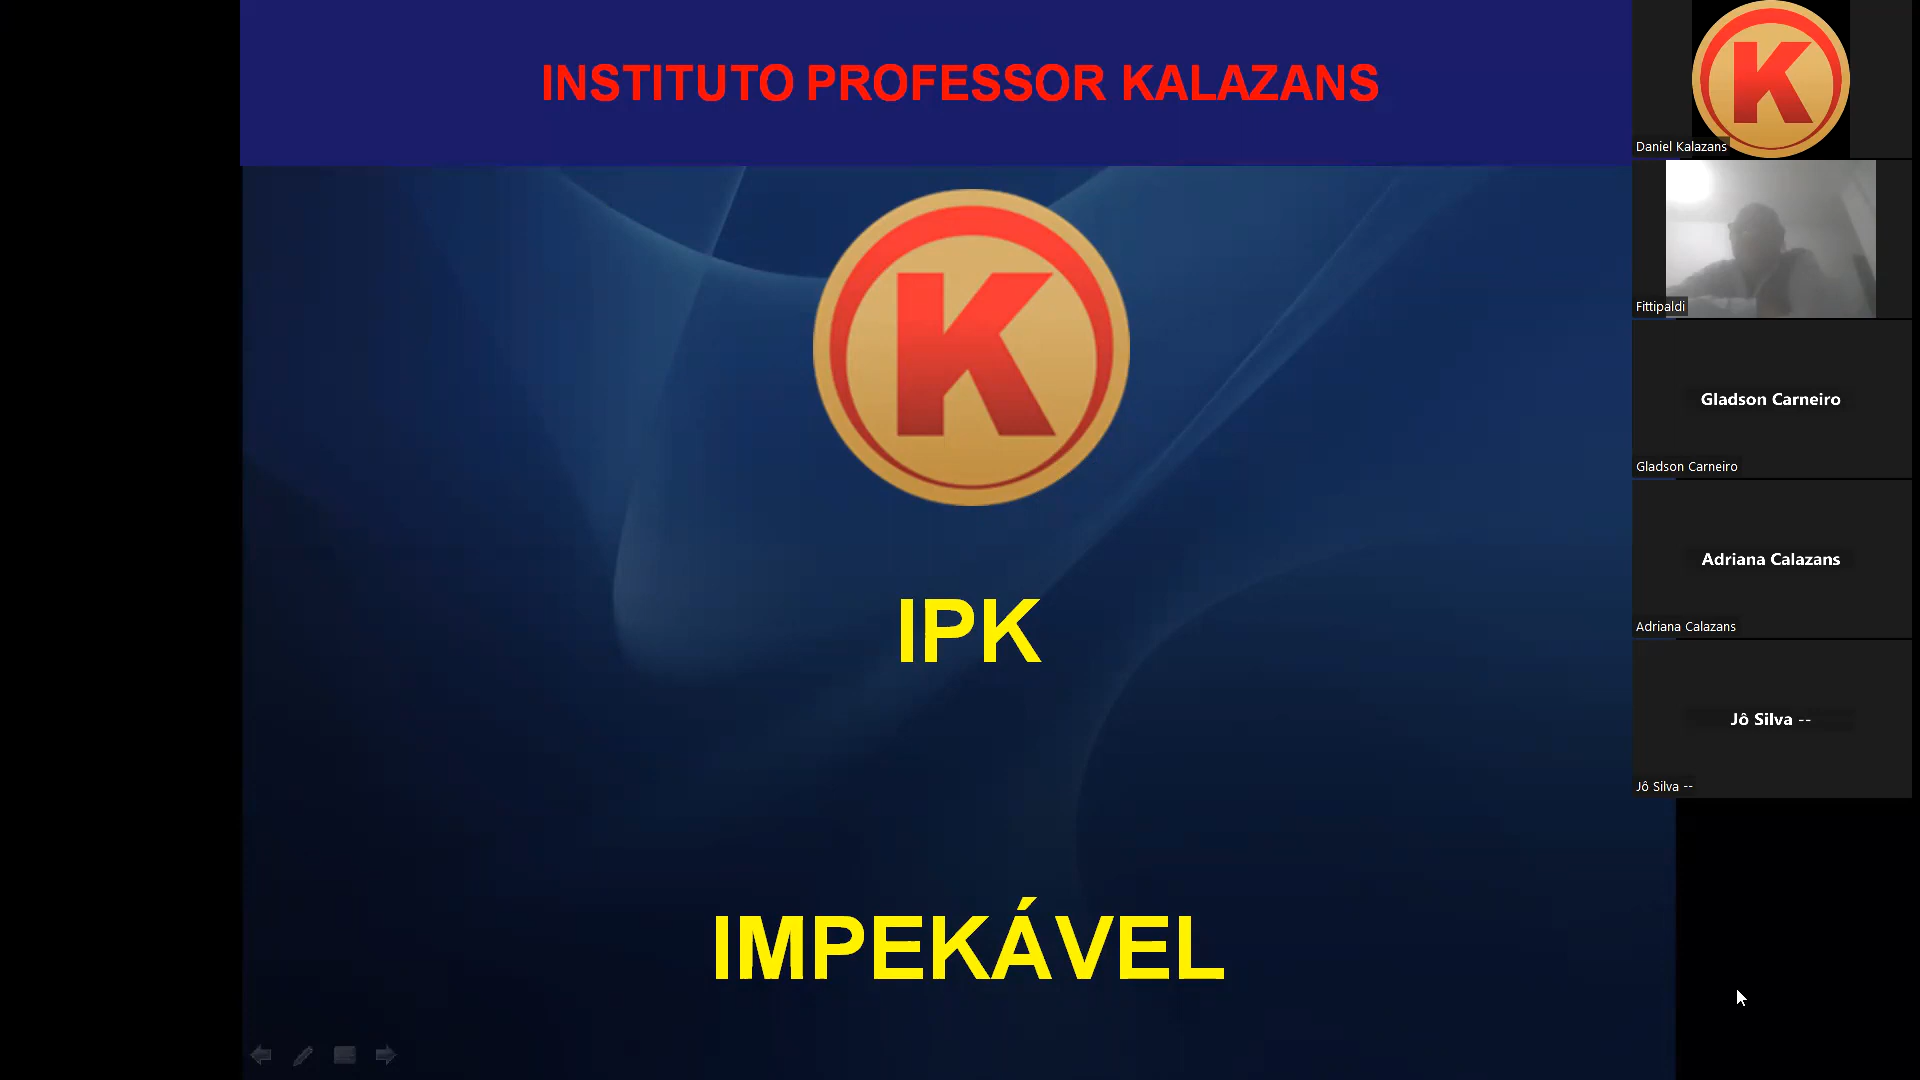 INSTITUTO PROFESSOR KALAZANS
K
IPK
IMPEKÁVEL
K
Daniel Kalazans
Fittipaldi
Gladson Carneiro
Gladson Carneiro
Adriana Calazans
Adriana Calazans
Jô Silva --
Jô Silva --